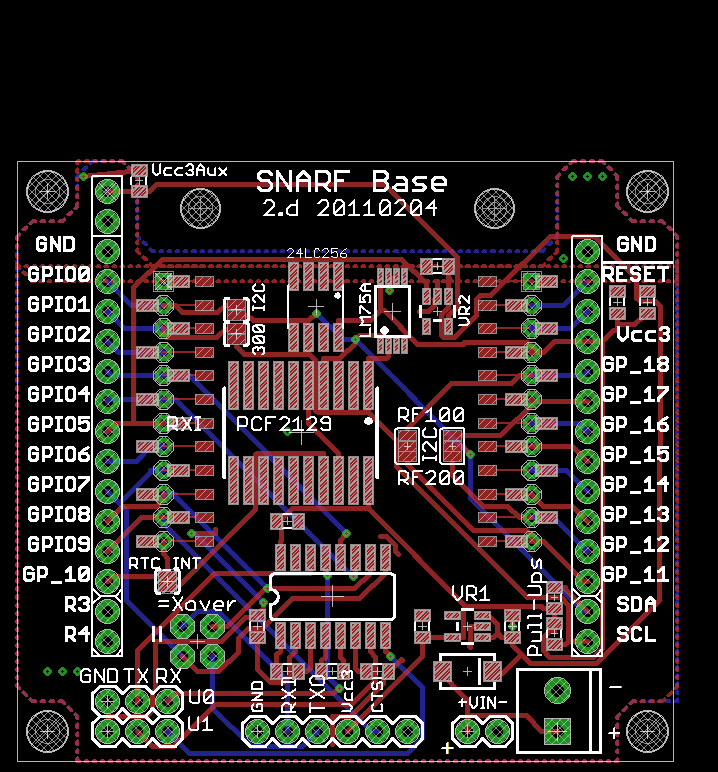 Vcc3Aux
SNARF Base
2.d 20110204
24LC256
GND
GPIO0
GPIO1
GPIO2
GPIO3
GPIO4
GPIO5
GPIO6
GPIO7
GPIO8
GPIO9
GP_10
R3
R4
I2C
300
LM75A
VR2
RXI
PCF2129
RF100
I2C
RF200
GND
RESET
Vcc3
GP_18
GP_17
GP_16
GP_15
GP_14
GP_13
GP_12
GP_11
SDA
SCL
RTC_INT
=Xover
II
VR1
Pull-Ups
GND TX RX
U0
U1
GND
RXI
TXO
Vcc3
CTS
+VIN-
+
-
+